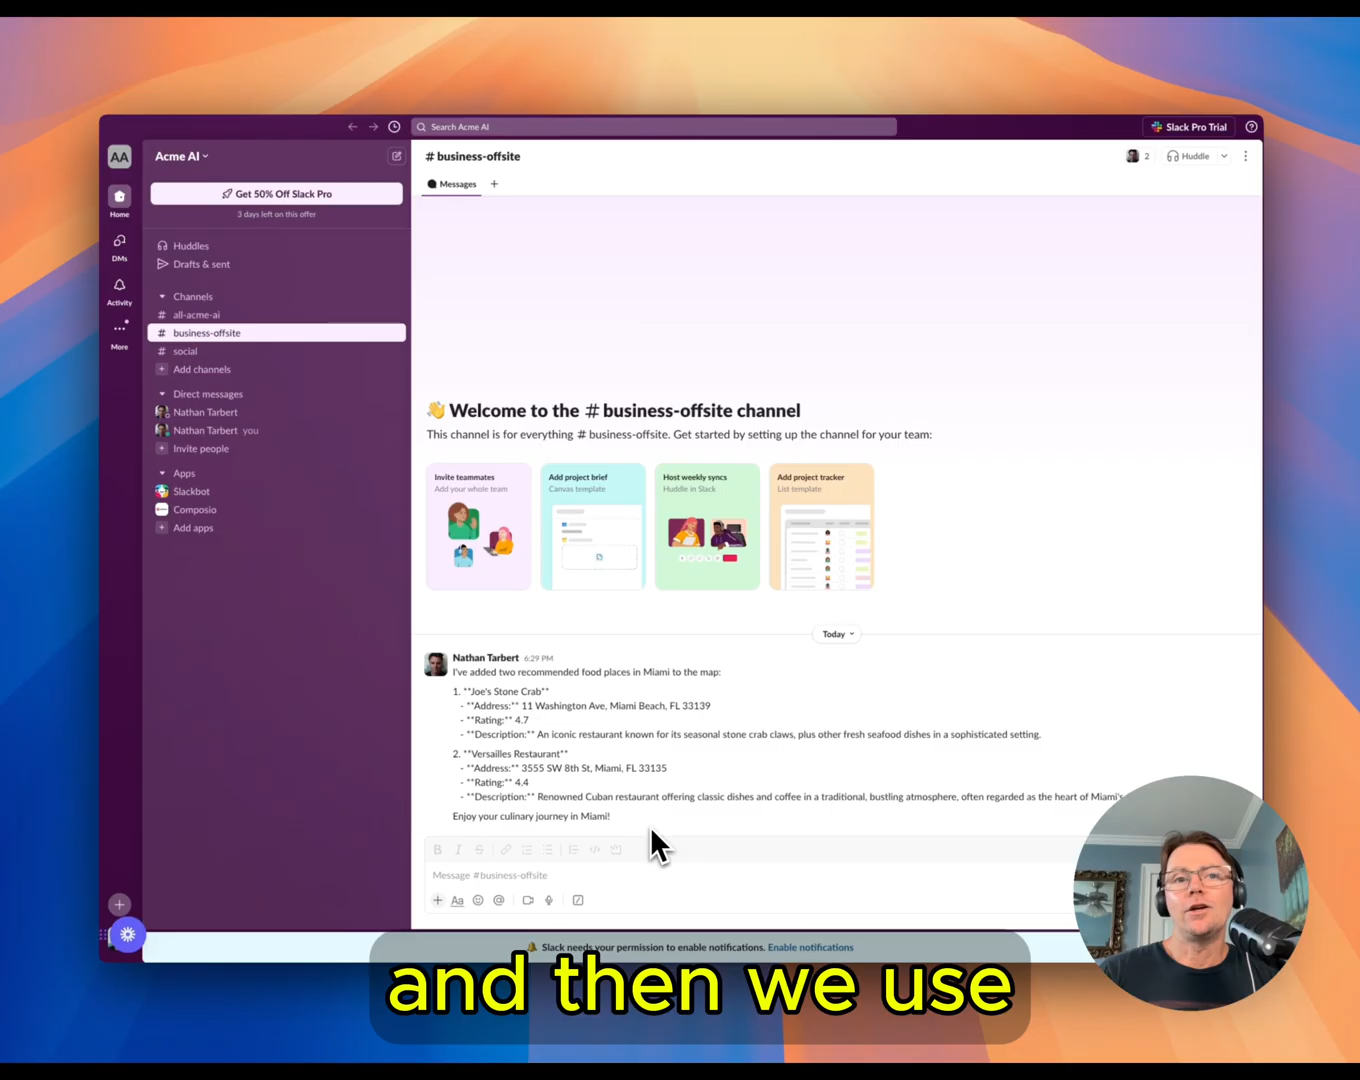 Search Acme AI
Slack Pro Trial
AA
Acme AI
# business-offsite
2
Huddle
Get 50% Off Slack Pro
3 days left on this offer
Messages
Home
DMs
Activity
More
Huddles
Drafts & sent
Channels
# all-acme-ai
# business-offsite
# social
+ Add channels
Direct messages
Nathan Tarbert
Nathan Tarbert you
+ Invite people
Apps
Slackbot
Composio
+ Add apps
👋 Welcome to the # business-offsite channel
This channel is for everything # business-offsite. Get started by setting up the channel for your team:
Invite teammates
Add your whole team
Add project brief
Canvas template
Host weekly syncs
Huddle in Slack
Add project tracker
List template
Today
Nathan Tarbert 6:29 PM
I've added two recommended food places in Miami to the map:
1. **Joe's Stone Crab**
- **Address:** 11 Washington Ave, Miami Beach, FL 33139
- **Rating:** 4.7
- **Description:** An iconic restaurant known for its seasonal stone crab claws, plus other fresh seafood dishes in a sophisticated setting.
2. **Versailles Restaurant**
- **Address:** 3555 SW 8th St, Miami, FL 33135
- **Rating:** 4.4
- **Description:** Renowned Cuban restaurant offering classic dishes and coffee in a traditional, bustling atmosphere, often regarded as the heart of Miami's
Enjoy your culinary journey in Miami!
B I S
Message #business-offsite
+ Aa @
Slack needs your permission to enable notifications. Enable notifications
and then we use